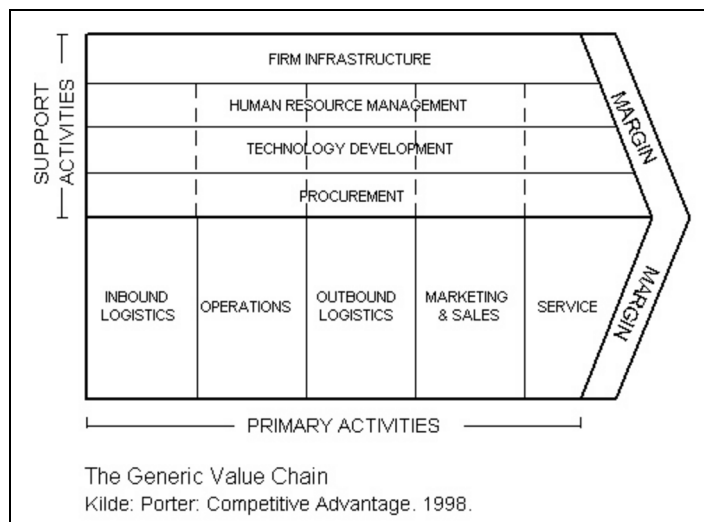 FIRM INFRASTRUCTURE
HUMAN RESOURCE MANAGEMENT
TECHNOLOGY DEVELOPMENT
PROCUREMENT
SUPPORT
ACTIVITIES
MARGIN
MARGIN
INBOUND
LOGISTICS
OPERATIONS
OUTBOUND
LOGISTICS
MARKETING
& SALES
SERVICE
PRIMARY ACTIVITIES
The Generic Value Chain
Kilde: Porter: Competitive Advantage. 1998.